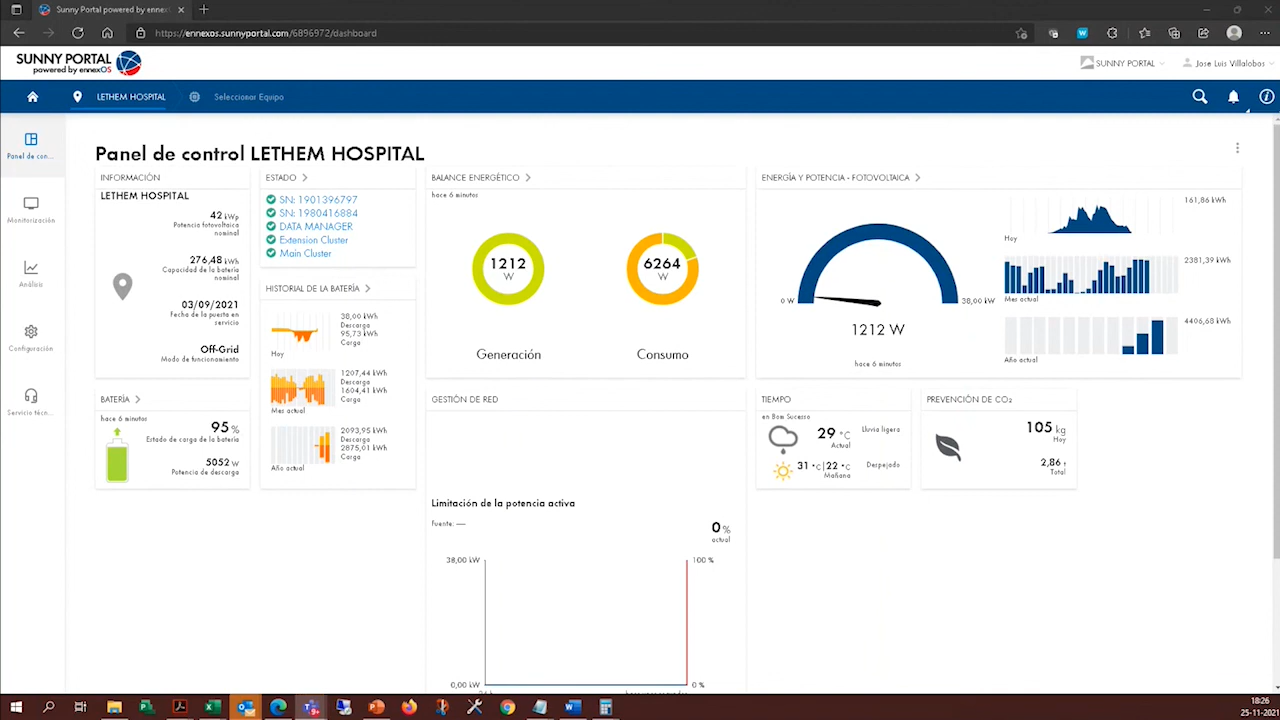 Sunny Portal powered by ennex
https://ennexos.sunnyportal.com/6896972/dashboard
SUNNY PORTAL
powered by ennexOS
SUNNY PORTAL
Jose Luis Villalobos
LETHEM HOSPITAL
Seleccionar Equipo
Panel de con...
Monitorización
Análisis
Configuración
Servicio técn...
Panel de control LETHEM HOSPITAL
INFORMACIÓN
LETHEM HOSPITAL
42 kWp
Potencia fotovoltaica
nominal
276,48 kWh
Capacidad de la batería
nominal
03/09/2021
Fecha de la puesta en
servicio
Off-Grid
Modo de funcionamiento
ESTADO
SN: 1901396797
SN: 1980416884
DATA MANAGER
Extension Cluster
Main Cluster
HISTORIAL DE LA BATERÍA
38,00 kWh
Descarga
95,73 kWh
Carga
Hoy
1207,44 kWh
Descarga
1604,41 kWh
Carga
Mes actual
2093,95 kWh
Descarga
2875,01 kWh
Carga
Año actual
BALANCE ENERGÉTICO
hace 6 minutos
1212
W
Generación
6264
W
Consumo
ENERGÍA Y POTENCIA - FOTOVOLTAICA
0 W
38,00 kW
1212 W
hace 6 minutos
161,86 kWh
Hoy
2381,39 kWh
Mes actual
4406,68 kWh
Año actual
BATERÍA
hace 6 minutos
95 %
Estado de carga de la batería
5052 W
Potencia de descarga
GESTIÓN DE RED
Limitación de la potencia activa
Fuente: —
0 %
actual
38,00 kW
100 %
0,00 kW
0 %
TIEMPO
en Bom Sucesso
29 °C
Actual
Lluvia ligera
31 °C|22 °C
Mañana
Despejado
PREVENCIÓN DE CO₂
105 kg
Hoy
2,86 t
Total
18:26
25-11-2021